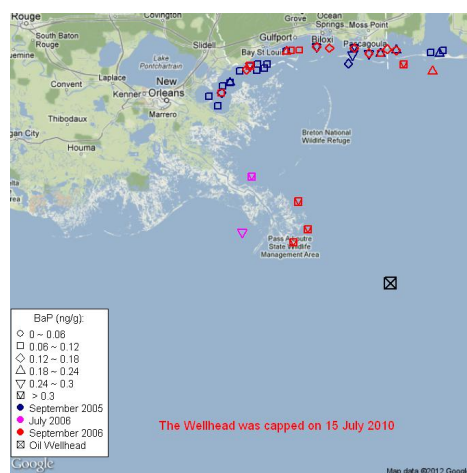 Rouge
Covington
Grove
Ocean Springs
Moss Point
South Baton Rouge
Slidell
Gulfport
Biloxi
Pascagoula
Bay St Louis
Lake Pontchartrain
Convent
Laplace
Kenner
New Orleans
Marrero
Thibodaux
Breton National Wildlife Refuge
Houma
Wildlife Management Area
BaP (ng/g):
0 ~ 0.06
0.06 ~ 0.12
0.12 ~ 0.18
0.18 ~ 0.24
0.24 ~ 0.3
> 0.3
September 2005
July 2006
September 2006
Oil Wellhead
The Wellhead was capped on 15 July 2010
Google
Map data ©2012 Google